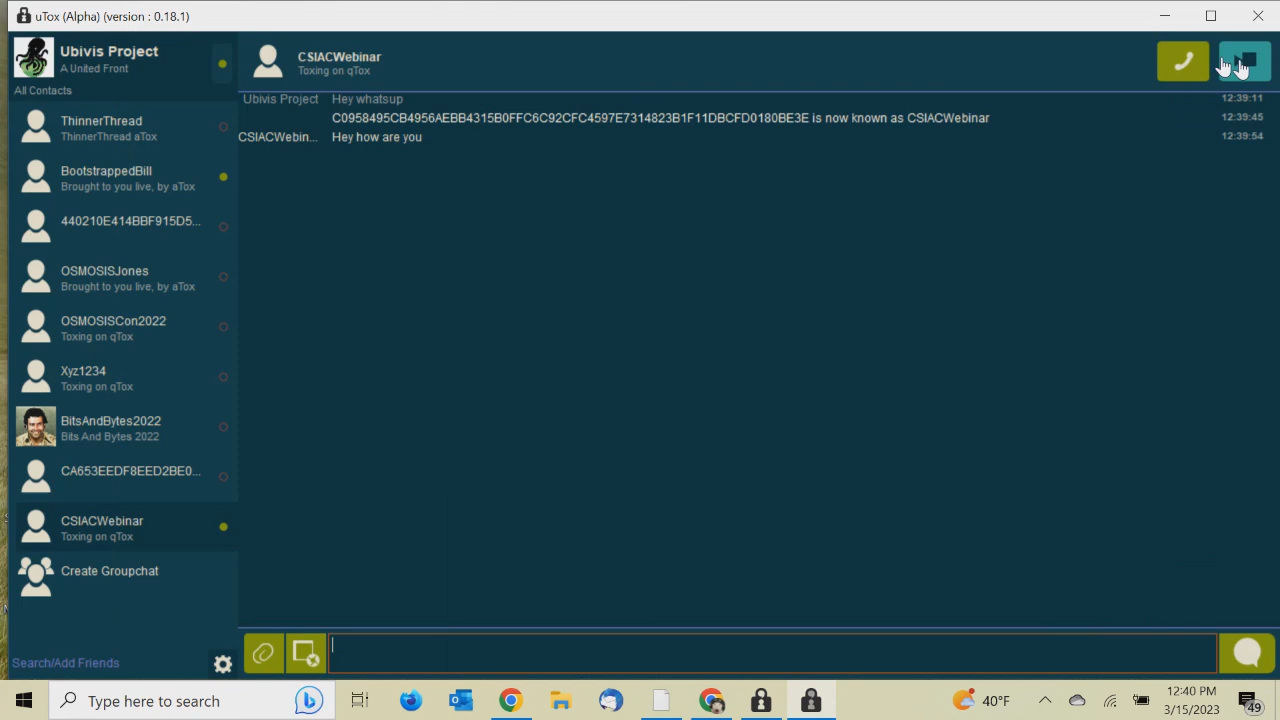 uTox (Alpha) (version : 0.18.1)
Ubivis Project
A United Front
All Contacts
ThinnerThread
ThinnerThread aTox
BootstrappedBill
Brought to you live, by aTox
440210E414BBF915D5...
OSMOSISJones
Brought to you live, by aTox
OSMOSISCon2022
Toxing on qTox
Xyz1234
Toxing on qTox
BitsAndBytes2022
Bits And Bytes 2022
CA653EEDF8EED2BE0...
CSIACWebinar
Toxing on qTox
Create Groupchat
Search/Add Friends
CSIACWebinar
Toxing on qTox
Ubivis Project Hey whatsup 12:39:11
C0958495CB4956AEBB4315B0FFC6C92CFC4597E7314823B1F11DBCFD0180BE3E is now known as CSIACWebinar 12:39:45
CSIACWebin... Hey how are you 12:39:54
Type here to search
40°F
12:40 PM
3/15/2023
49